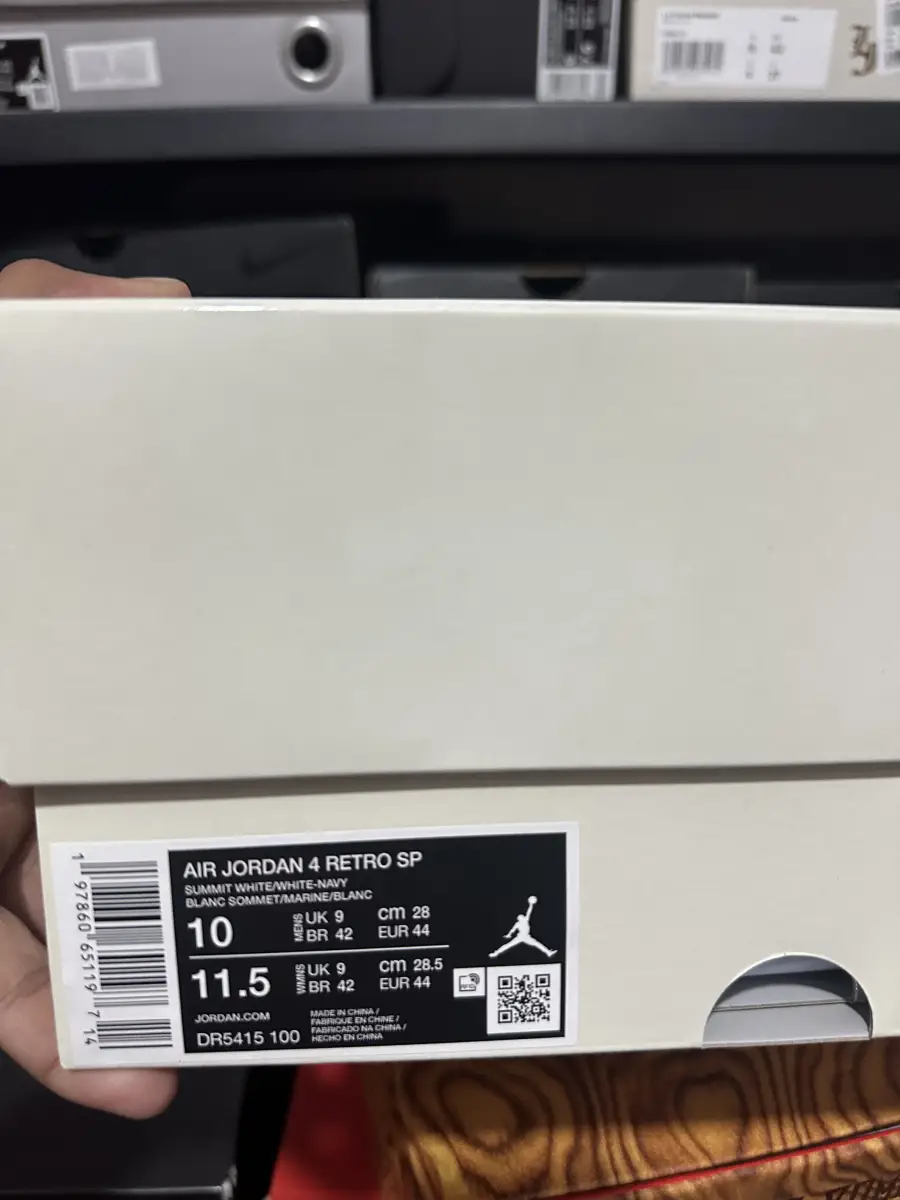 AIR JORDAN 4 RETRO SP
SUMMIT WHITE/WHITE-NAVY
BLANC SOMMET/MARINE/BLANC
10 MENS UK 9 cm 28
BR 42 EUR 44
11.5 WMNS UK 9 cm 28.5
BR 42 EUR 44
JORDAN.COM
DR5415 100
MADE IN CHINA /
FABRIQUE EN CHINE /
FABRICADO NA CHINA /
HECHO EN CHINA
1 97860 65119 7 14